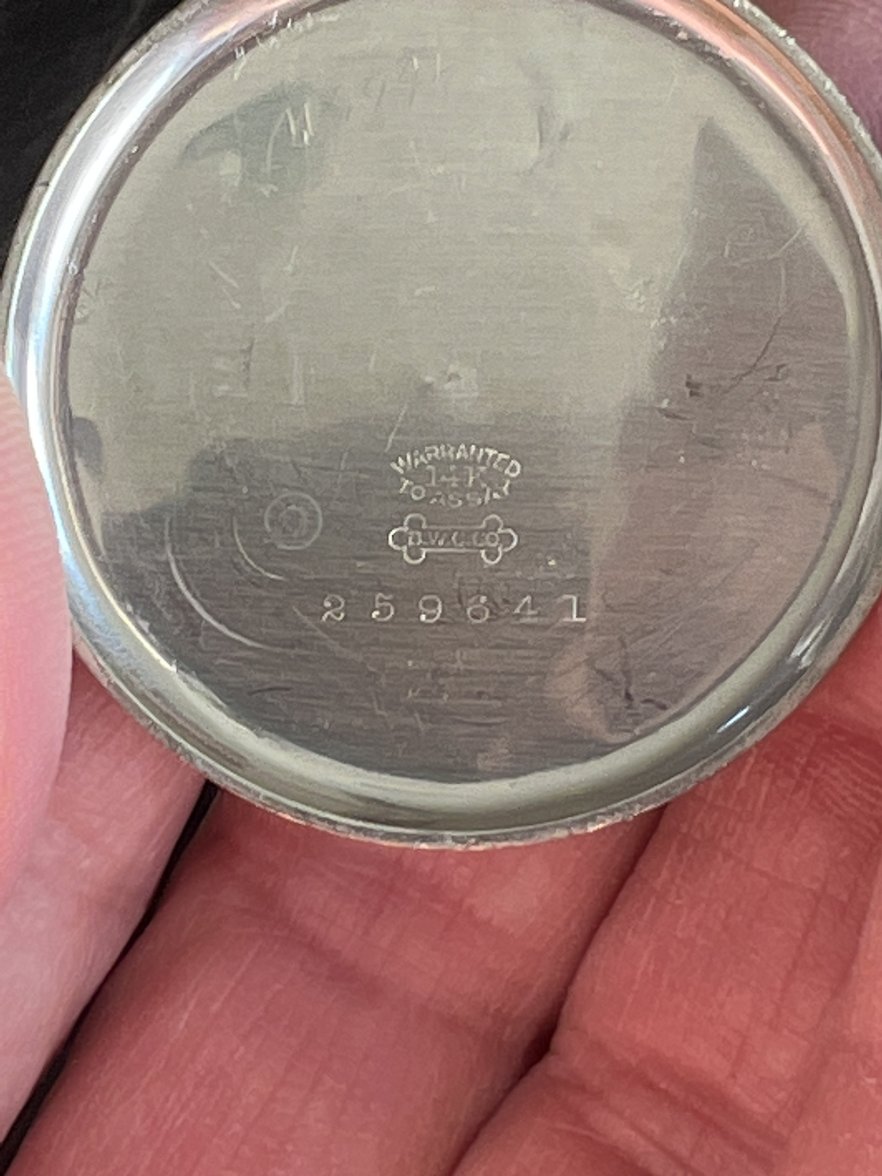 WARRANTED
14K
TO ASSAY
B.W.C.CO.
259641